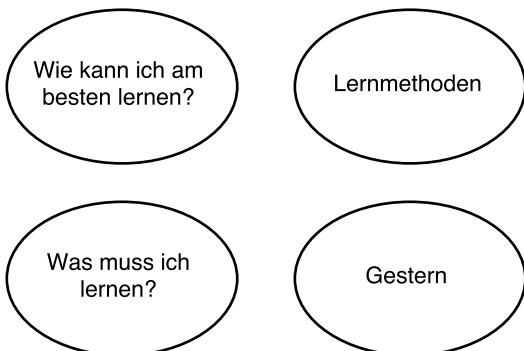 Wie kann ich am
besten lernen?
Lernmethoden
Was muss ich
lernen?
Gestern